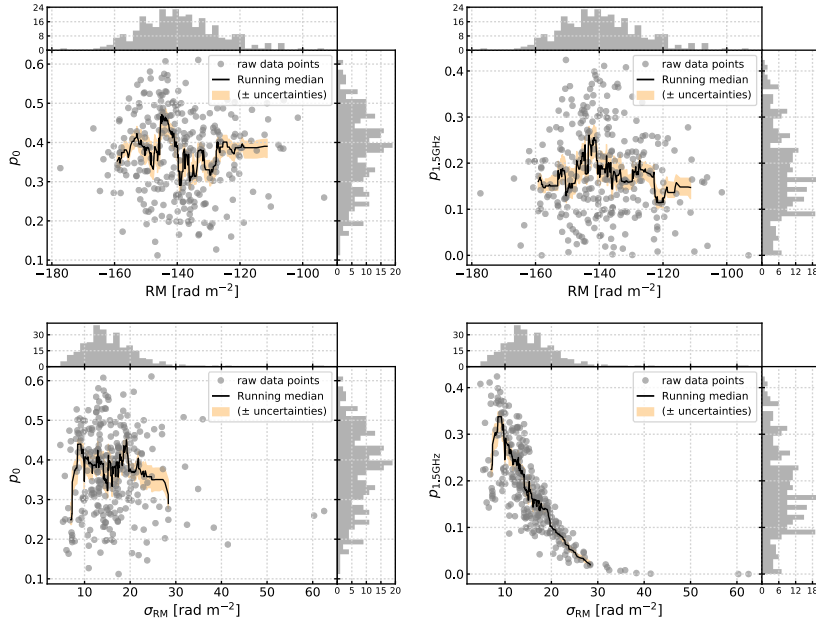 24
16
8
0
0.6
0.5
0.4
0.3
0.2
0.1
p0
raw data points
Running median
(± uncertainties)
−180 −160 −140 −120 −100
0 5 10 15 20
RM [rad m−2]
24
16
8
0
0.4
0.3
0.2
0.1
0.0
p1.5GHz
raw data points
Running median
(± uncertainties)
−180 −160 −140 −120 −100
0 6 12 18
RM [rad m−2]
30
15
0
0.6
0.5
0.4
0.3
0.2
0.1
p0
raw data points
Running median
(± uncertainties)
10 20 30 40 50 60
0 5 10 15 20
σRM [rad m−2]
30
15
0
0.4
0.3
0.2
0.1
0.0
p1.5GHz
raw data points
Running median
(± uncertainties)
10 20 30 40 50 60
0 6 12 18
σRM [rad m−2]